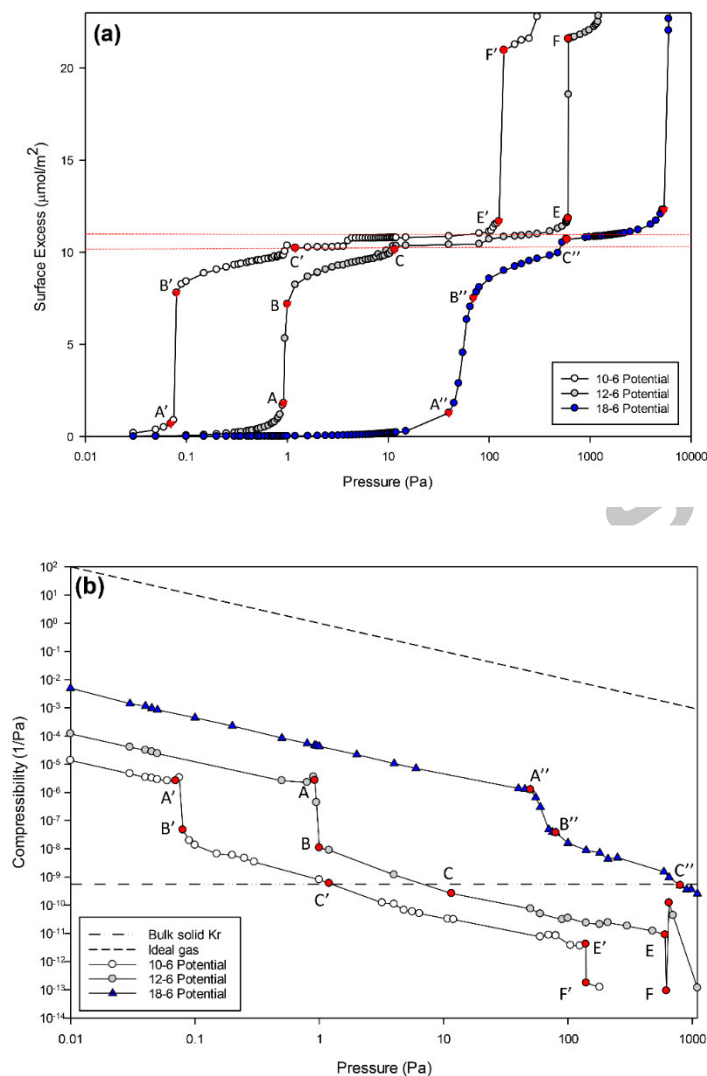 (a)
Surface Excess (µmol/m2)
20
15
10
5
0
F'
F
E'
E
B'
C'
C
C''
B
B''
A'
A
A''
10-6 Potential
12-6 Potential
18-6 Potential
0.01 0.1 1 10 100 1000 10000
Pressure (Pa)
(b)
Compressibility (1/Pa)
10²
10¹
10⁰
10⁻¹
10⁻²
10⁻³
10⁻⁴
10⁻⁵
10⁻⁶
10⁻⁷
10⁻⁸
10⁻⁹
10⁻¹⁰
10⁻¹¹
10⁻¹²
10⁻¹³
10⁻¹⁴
A''
A'
A
B'
B''
B
C
C''
C'
E'
E
F'
F
Bulk solid Kr
Ideal gas
10-6 Potential
12-6 Potential
18-6 Potential
0.01 0.1 1 10 100 1000
Pressure (Pa)